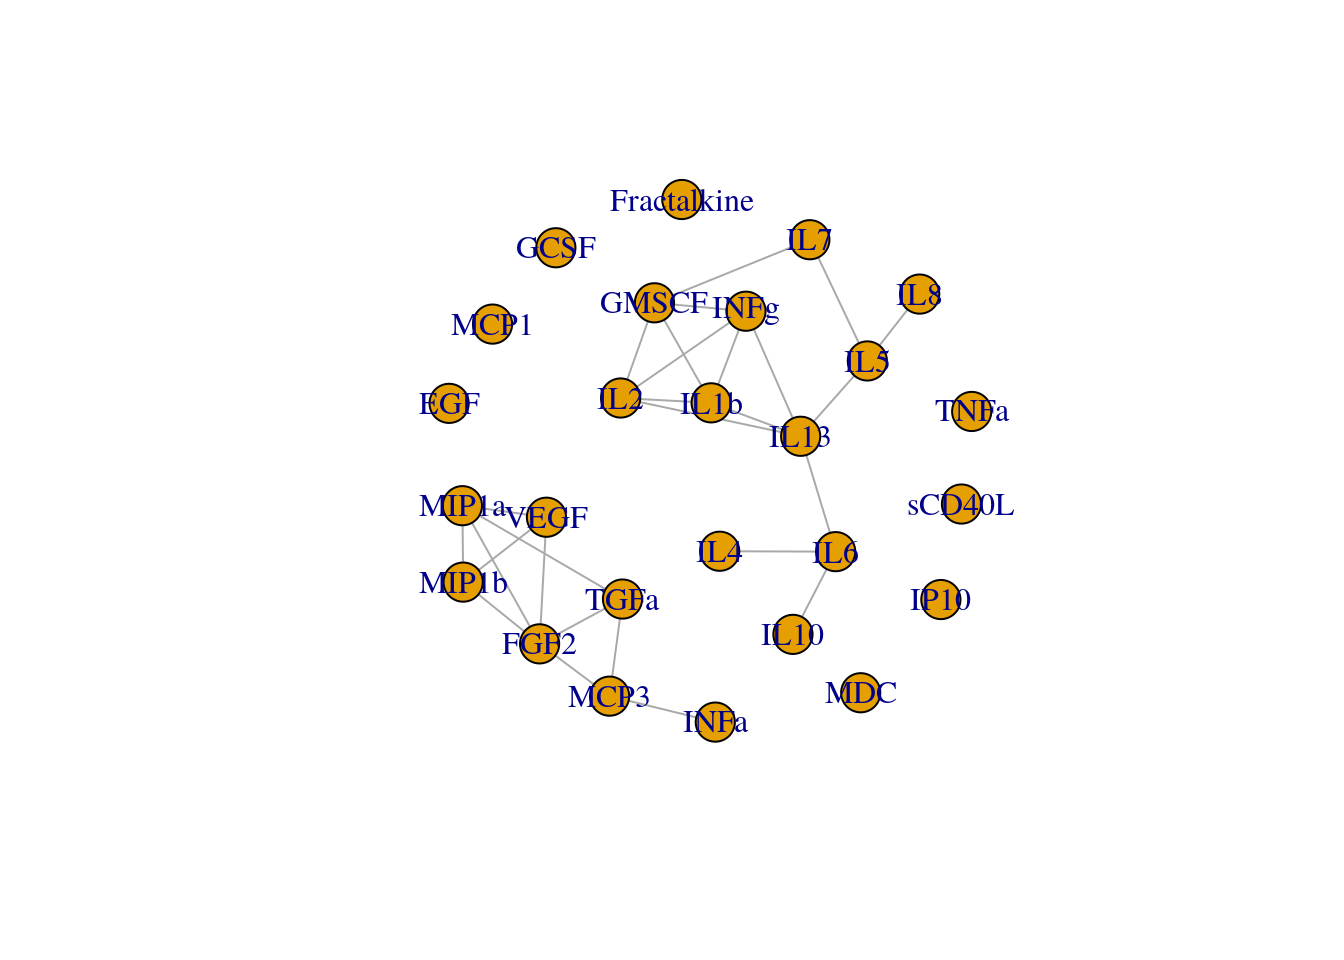 Fractalkine
IL7
GCSF
IL8
GMSCF
INFg
MCP1
IL5
IL2
IL1b
EGF
TNFa
IL13
MIP1a
VEGF
sCD40L
IL4
IL6
MIP1b
TGFa
IP10
IL10
FGF2
MDC
MCP3
INFa